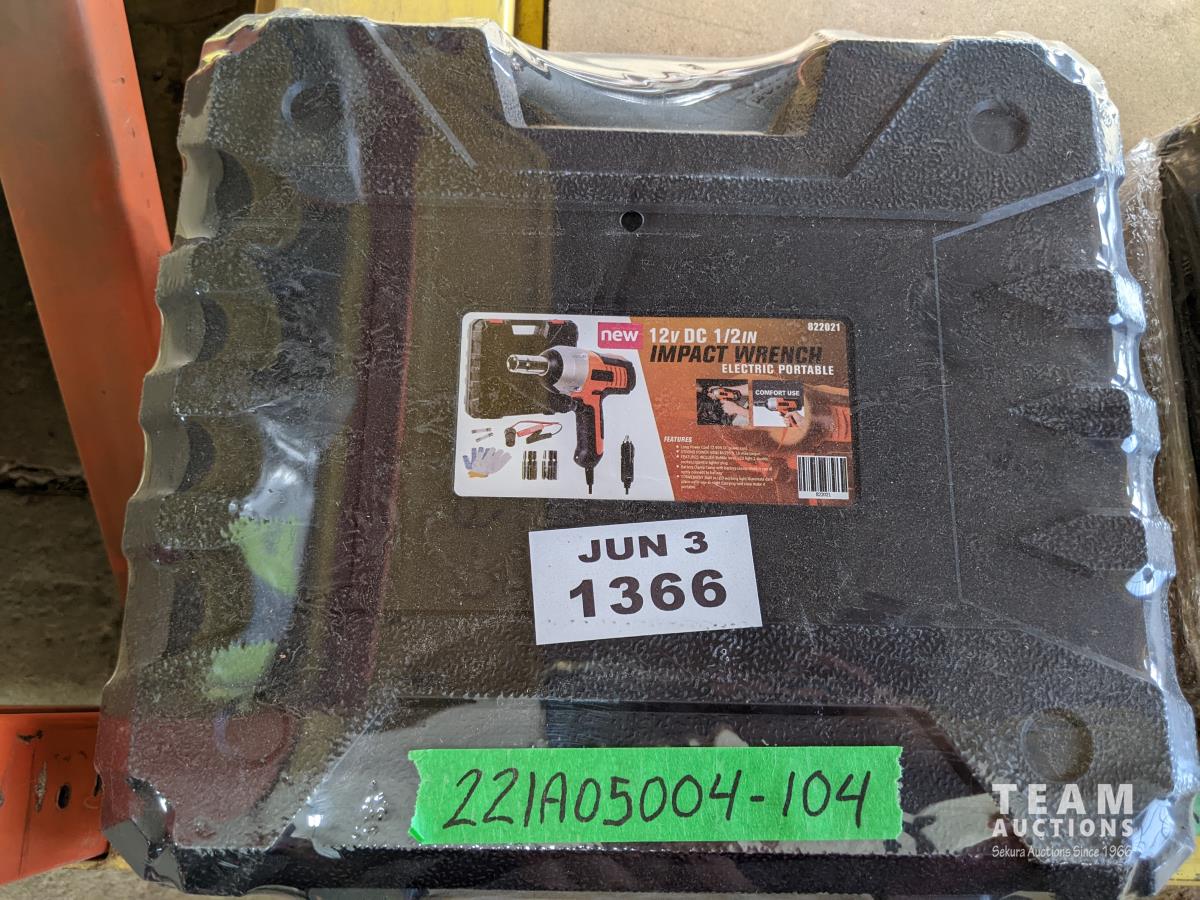 new
12V DC 1/2IN
822021
IMPACT WRENCH
ELECTRIC PORTABLE
COMFORT USE
FEATURES
822021
JUN 3
1366
221A05004-104
TEAM
AUCTIONS
Sekura Auctions Since 1966